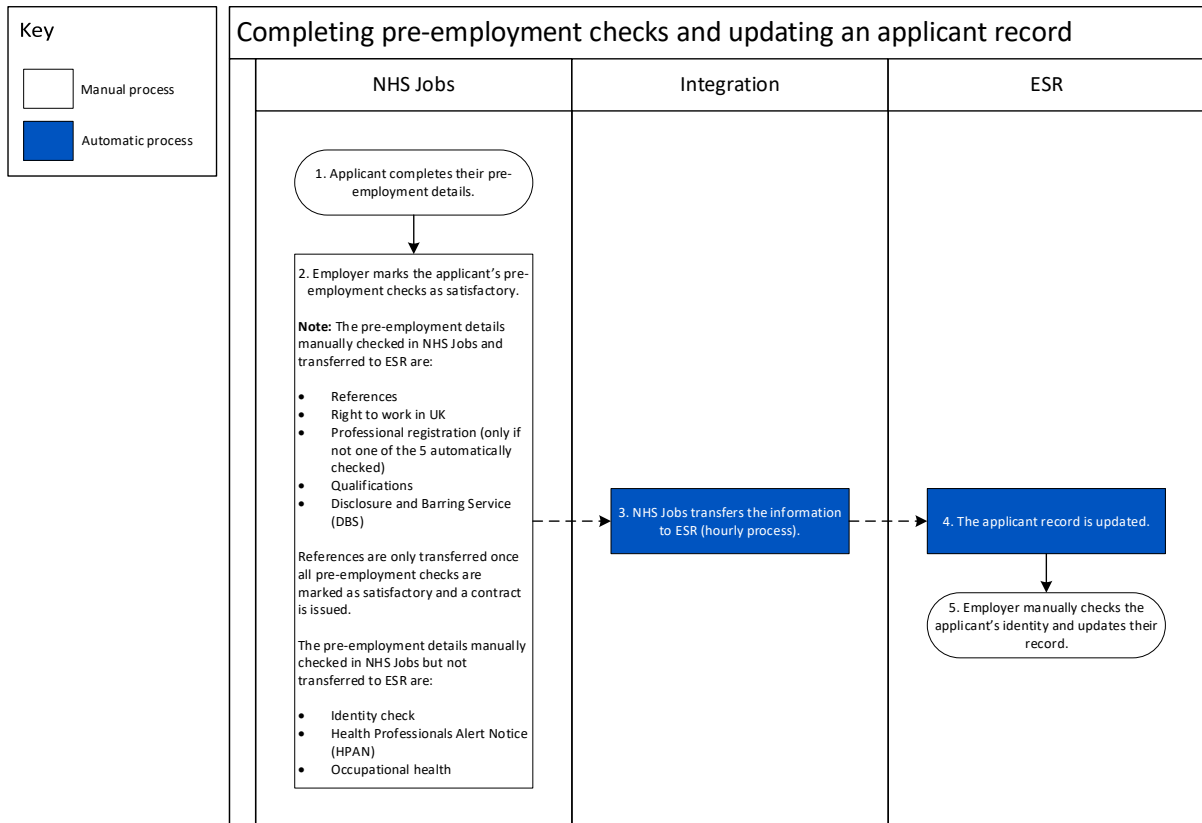 Key
Manual process
Automatic process
Completing pre-employment checks and updating an applicant record
NHS Jobs
Integration
ESR
1. Applicant completes their pre-
employment details.
2. Employer marks the applicant’s pre-
employment checks as satisfactory.
Note: The pre-employment details
manually checked in NHS Jobs and
transferred to ESR are:
• References
• Right to work in UK
• Professional registration (only if
not one of the 5 automatically
checked)
• Qualifications
• Disclosure and Barring Service
(DBS)
References are only transferred once
all pre-employment checks are
marked as satisfactory and a contract
is issued.
The pre-employment details manually
checked in NHS Jobs but not
transferred to ESR are:
• Identity check
• Health Professionals Alert Notice
(HPAN)
• Occupational health
3. NHS Jobs transfers the information
to ESR (hourly process).
4. The applicant record is updated.
5. Employer manually checks the
applicant’s identity and updates their
record.